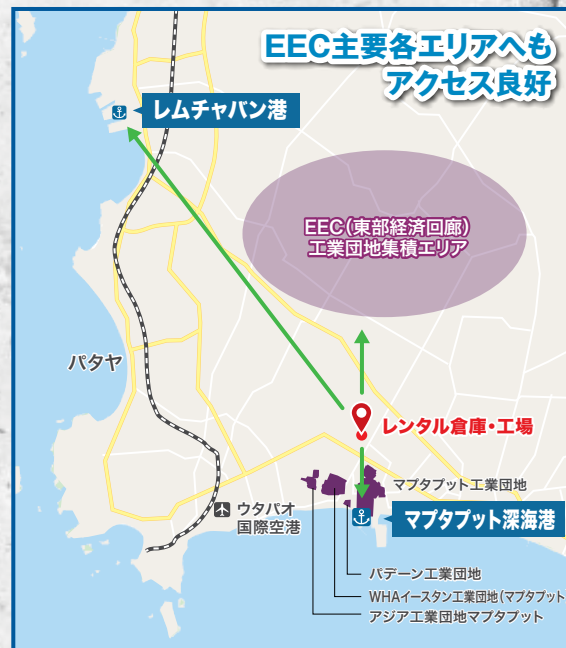 EEC主要各エリアへも
アクセス良好
レムチャバン港
EEC（東部経済回廊）
工業団地集積エリア
パタヤ
レンタル倉庫・工場
マプタプット工業団地
ウタパオ
国際空港
マプタプット深海港
パデーン工業団地
WHAイースタン工業団地（マプタプット
アジア工業団地マプタプット